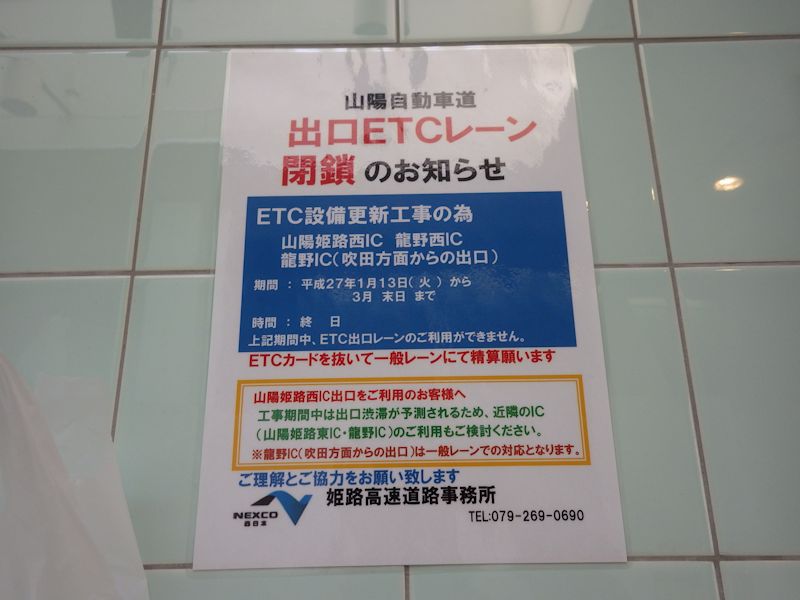 山陽自動車道
出口ETCレーン
閉鎖のお知らせ
ETC設備更新工事の為
山陽姫路西IC 龍野西IC
龍野IC(吹田方面からの出口)
期間 : 平成27年1月13日(火) から
3月 末日 まで
時間 : 終 日
上記期間中、ETC出口レーンのご利用ができません。
ETCカードを抜いて一般レーンにて精算願います
山陽姫路西IC出口をご利用のお客様へ
工事期間中は出口渋滞が予測されるため、近隣のIC
(山陽姫路東IC・龍野IC)のご利用もご検討ください。
※龍野IC(吹田方面からの出口)は一般レーンでの対応となります。
ご理解とご協力をお願い致します
姫路高速道路事務所
NEXCO
西日本
TEL:079-269-0690